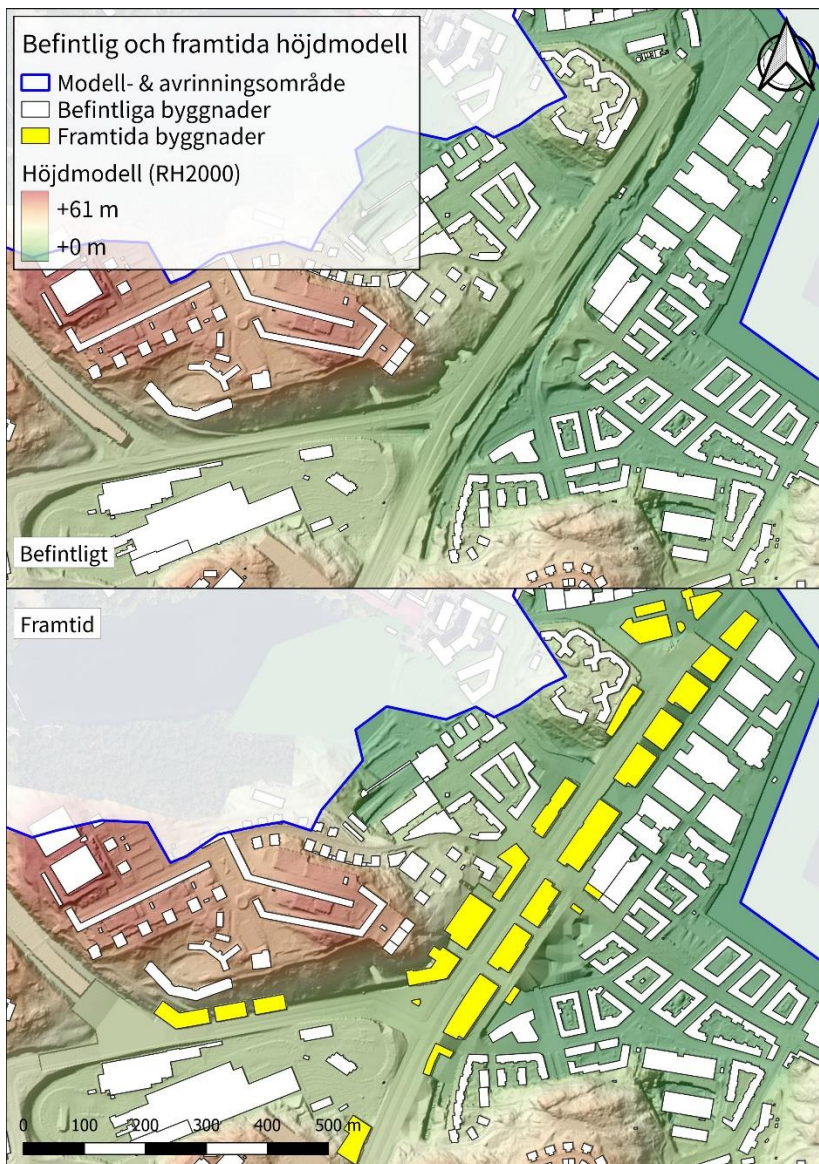 Befintlig och framtida höjdmodell
Modell- & avrinningsområde
Befintliga byggnader
Framtida byggnader
Höjdmodell (RH2000)
+61 m
+0 m
Befintligt
Framtid
0 100 200 300 400 500 m